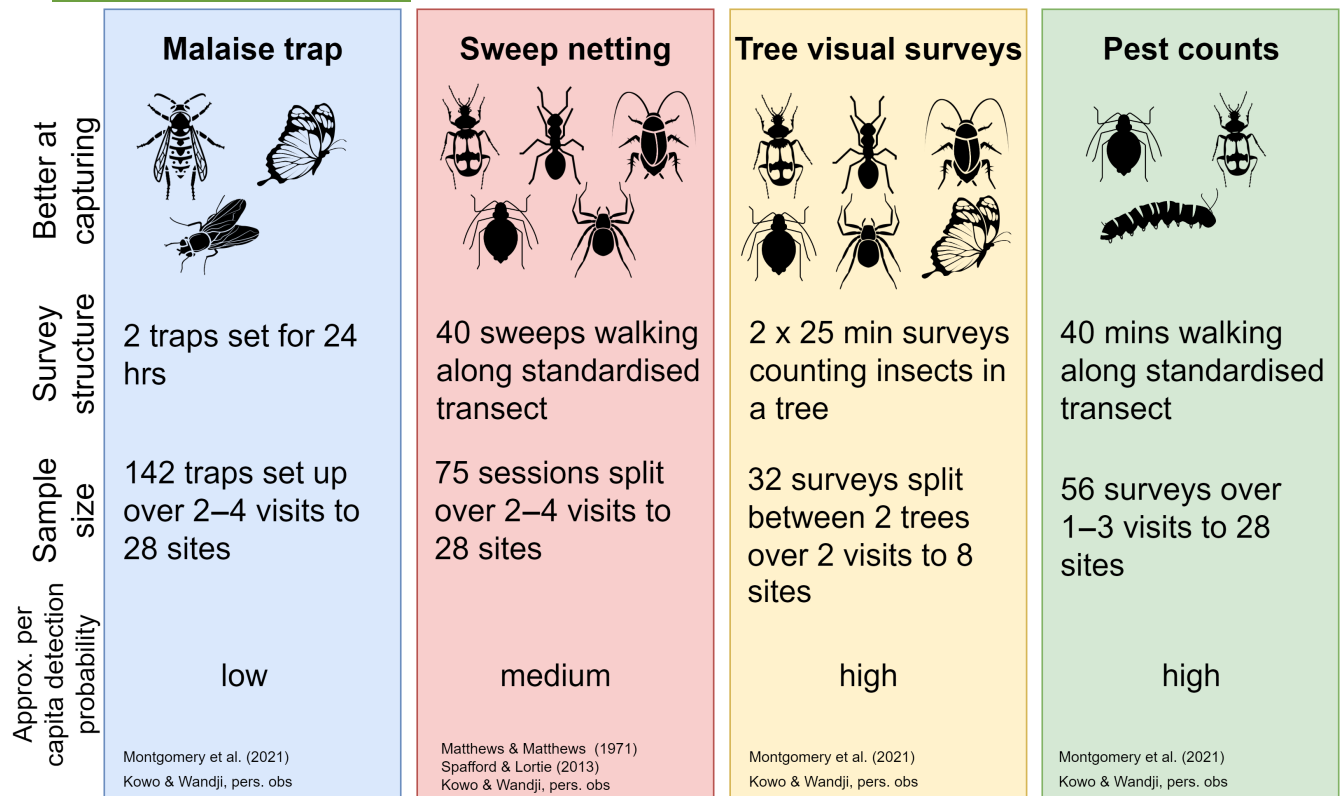 Malaise trap
Sweep netting
Tree visual surveys
Pest counts
Better at
capturing
Survey
structure
2 traps set for 24
hrs
40 sweeps walking
along standardised
transect
2 x 25 min surveys
counting insects in
a tree
40 mins walking
along standardised
transect
Sample
size
142 traps set up
over 2–4 visits to
28 sites
75 sessions split
over 2–4 visits to
28 sites
32 surveys split
between 2 trees
over 2 visits to 8
sites
56 surveys over
1–3 visits to 28
sites
Approx. per
capita detection
probability
low
medium
high
high
Montgomery et al. (2021)
Kowo & Wandji, pers. obs
Matthews & Matthews (1971)
Spafford & Lortie (2013)
Kowo & Wandji, pers. obs
Montgomery et al. (2021)
Kowo & Wandji, pers. obs
Montgomery et al. (2021)
Kowo & Wandji, pers. obs